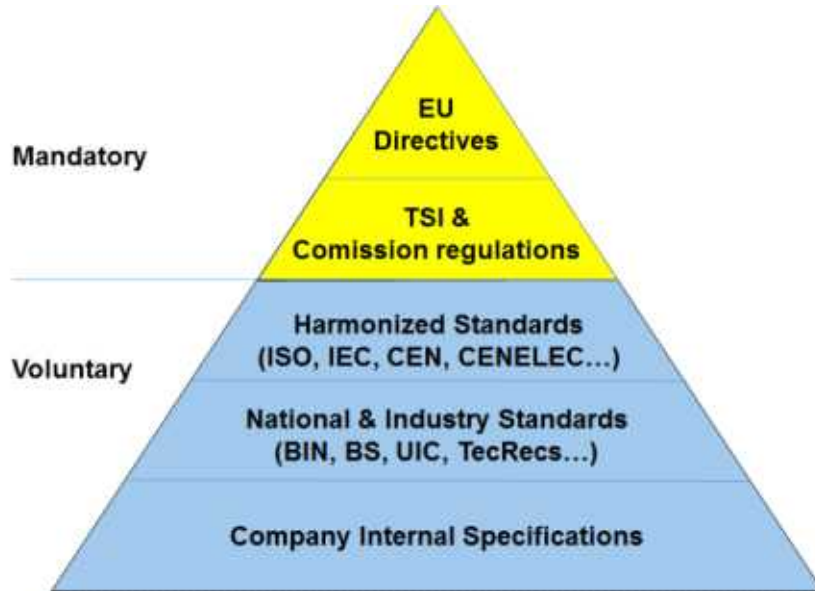 EU
Directives
Mandatory
TSI &
Comission regulations
Harmonized Standards
(ISO, IEC, CEN, CENELEC...)
Voluntary
National & Industry Standards
(BIN, BS, UIC, TecRecs...)
Company Internal Specifications